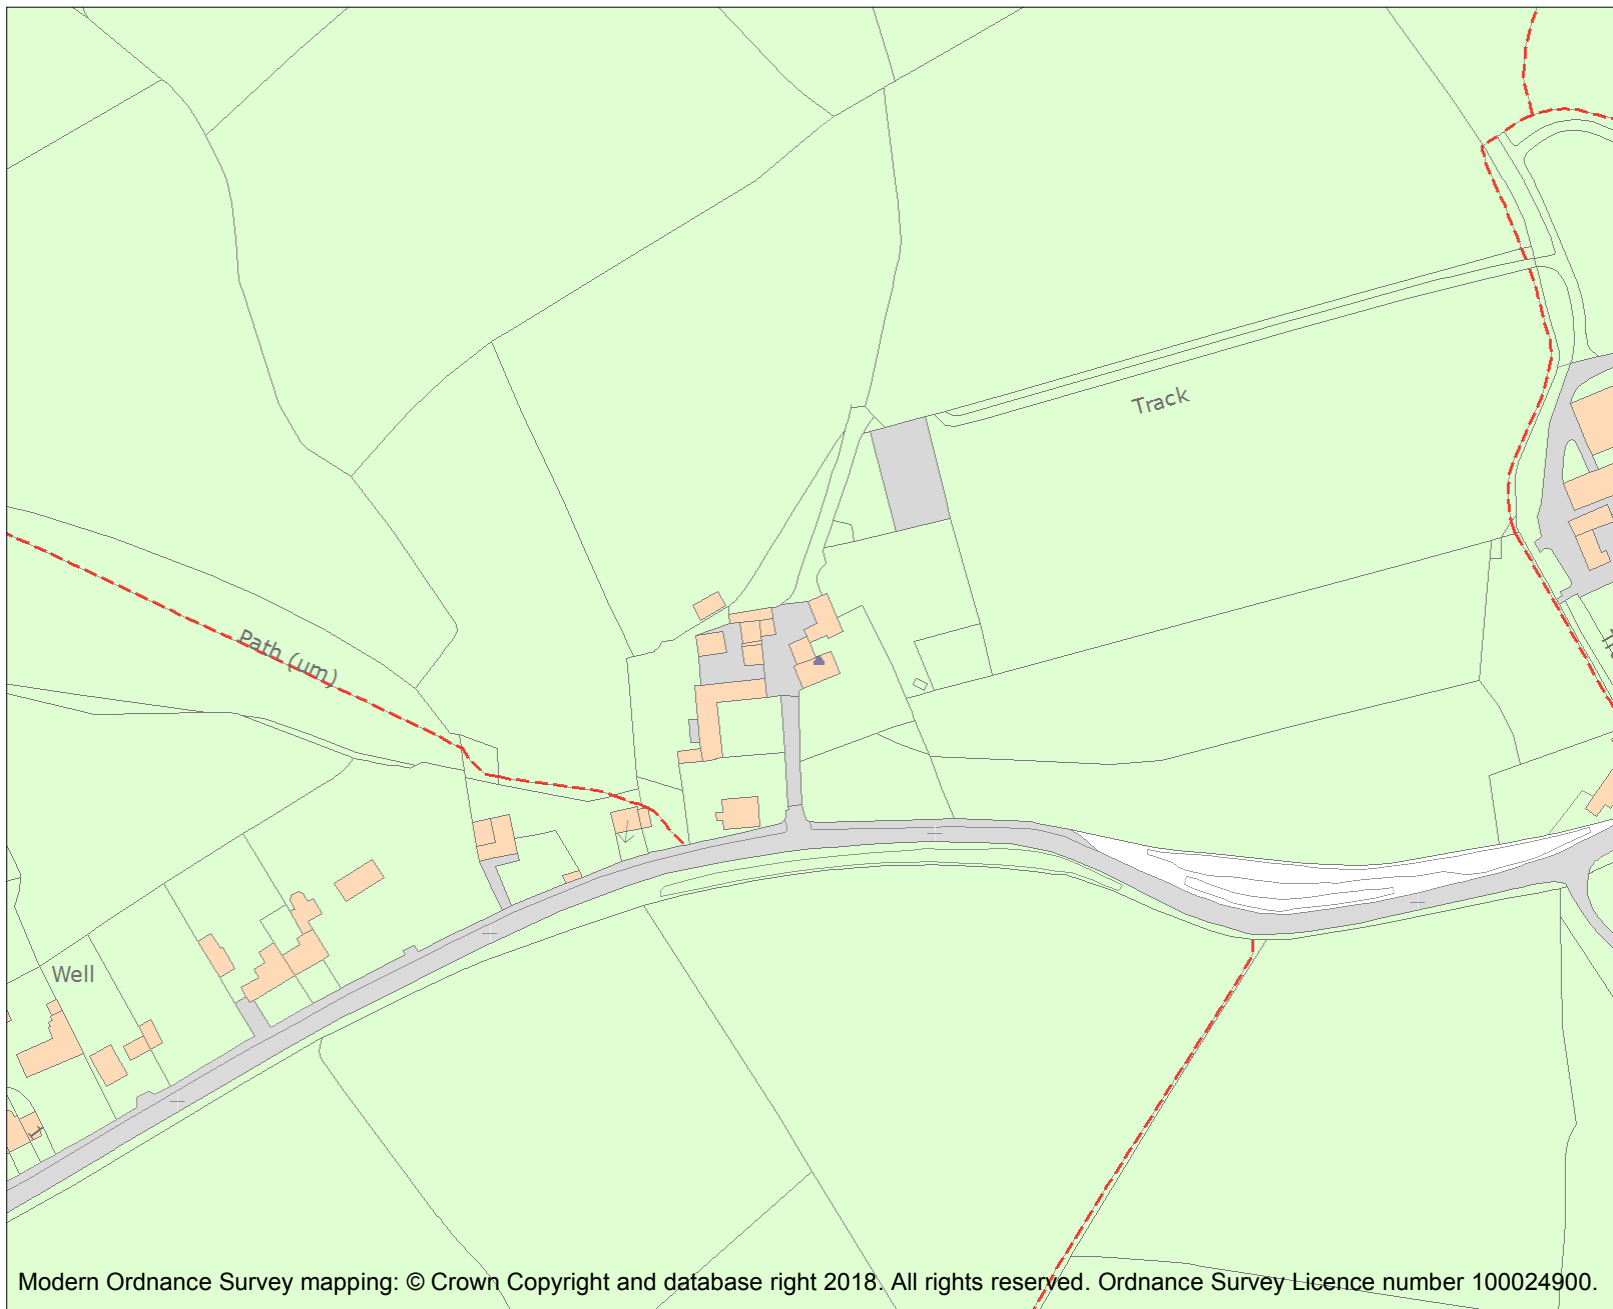 Track
Path (um)
Well
Modern Ordnance Survey mapping: © Crown Copyright and database right 2018. All rights reserved. Ordnance Survey Licence number 100024900.